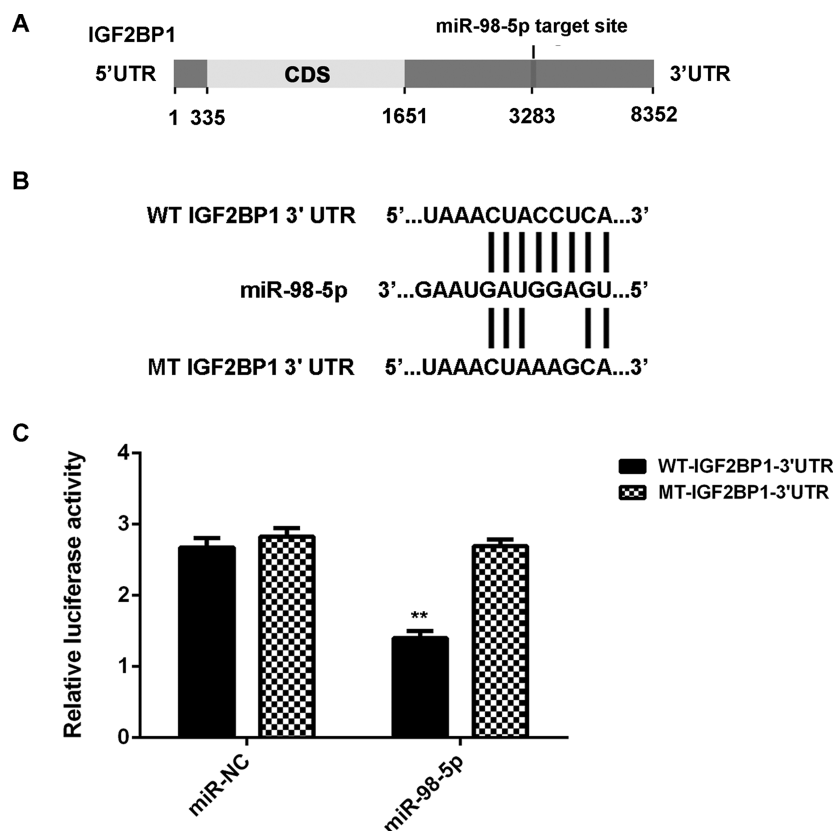 A
IGF2BP1
miR-98-5p target site
5’UTR CDS 3’UTR
1 335 1651 3283 8352
B
WT IGF2BP1 3' UTR 5’...UAAACUACCUCA...3’
miR-98-5p 3’...GAAUGAUGGAGU...5’
MT IGF2BP1 3' UTR 5’...UAAACUAAAGCA...3’
C
Relative luciferase activity
4
3
2
1
0
**
miR-NC
miR-98-5p
WT-IGF2BP1-3'UTR
MT-IGF2BP1-3'UTR